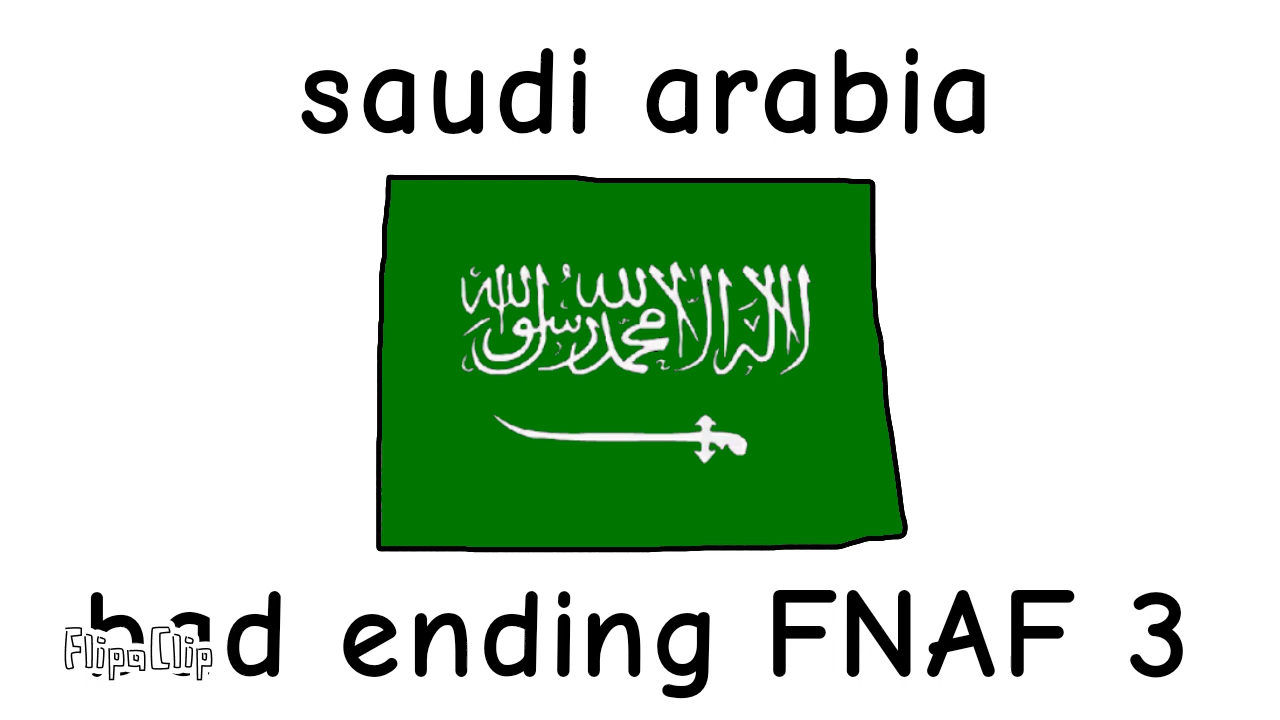 saudi arabia
لا إله إلا الله محمد رسول الله
bad ending FNAF 3
FlipaClip